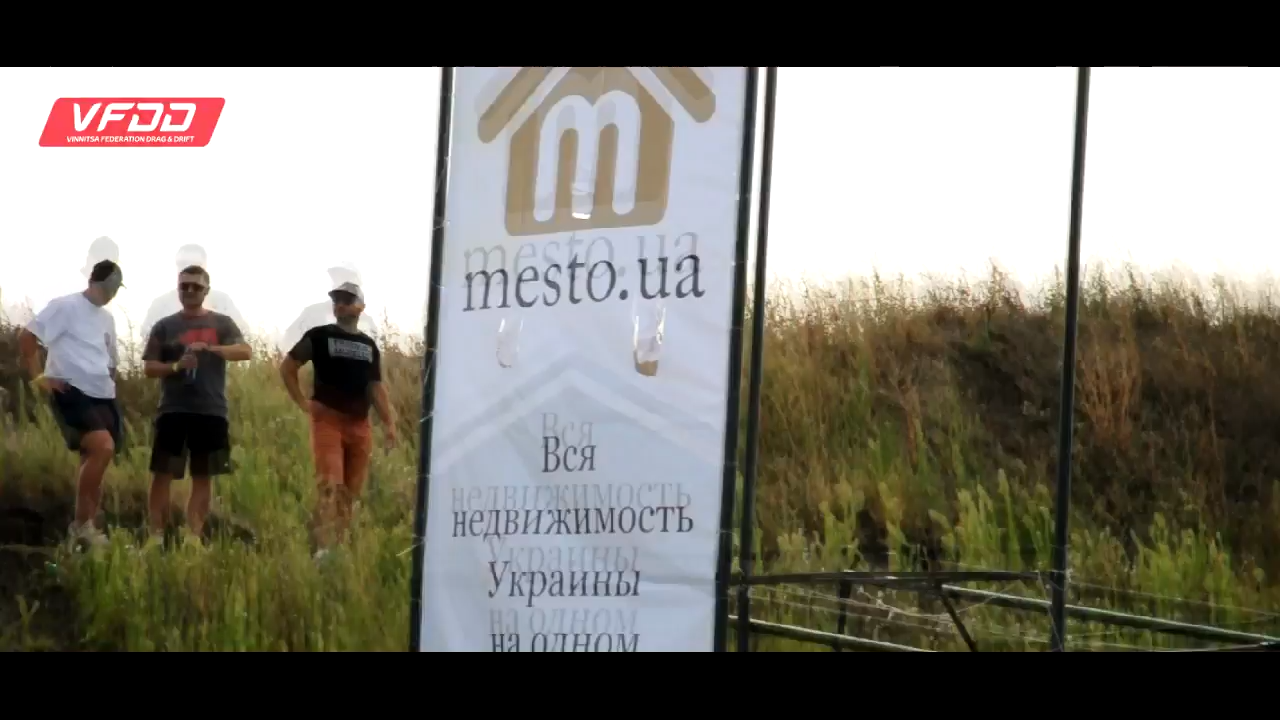 VFDD
VINNITSA FEDERATION DRAG & DRIFT
m
mesto.ua
Вся
недвижимость
Украины
на одном